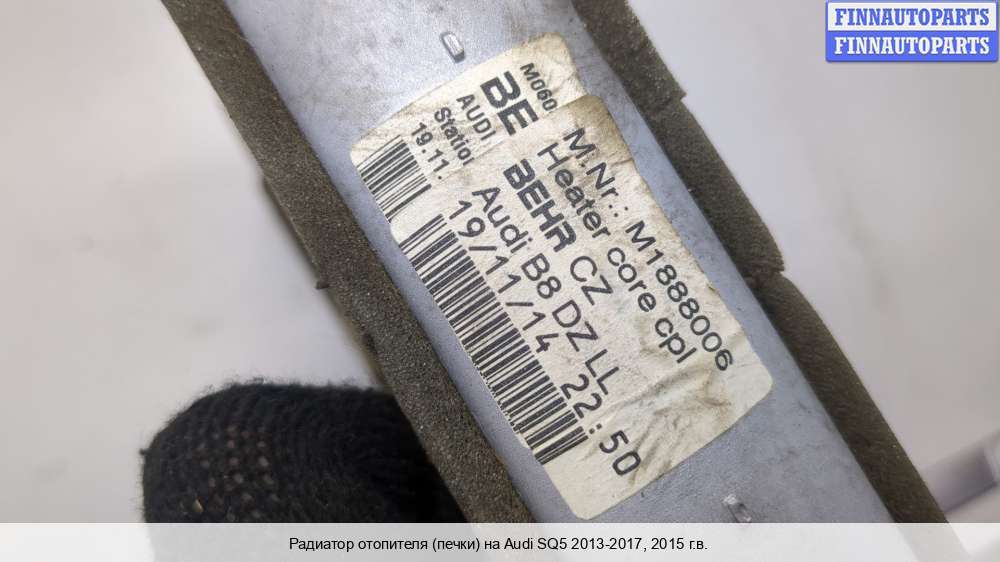 FINNAUTOPARTS
FINNAUTOPARTS
M060
BE
AUDI
Station
19.11.
M.Nr.: M1888006
Heater core cpl
BEHR CZ
Audi B8 DZ LL
19/11/14 22:50
Радиатор отопителя (печки) на Audi SQ5 2013-2017, 2015 г.в.